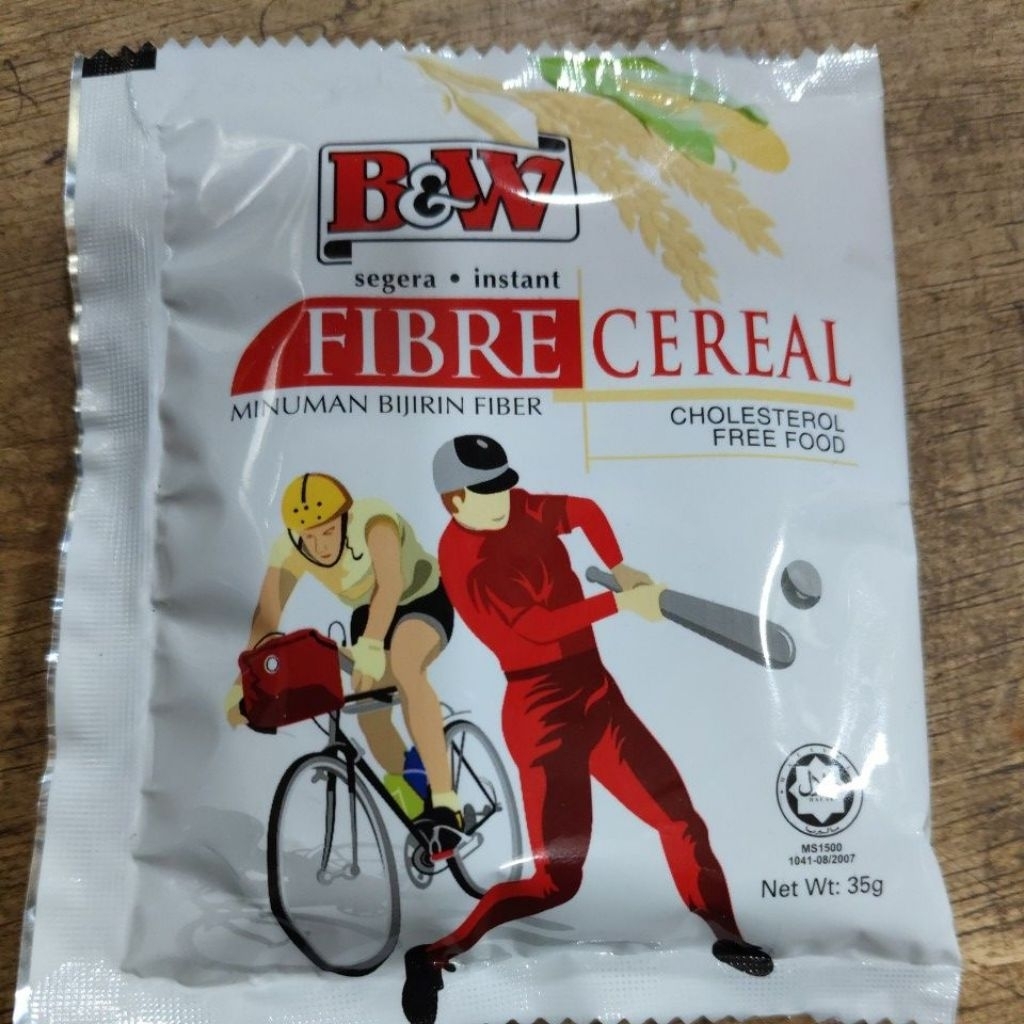 B&W
segera • instant
FIBRE CEREAL
MINUMAN BIJIRIN FIBER
CHOLESTEROL
FREE FOOD
MS1500
1041-08/2007
Net Wt: 35g